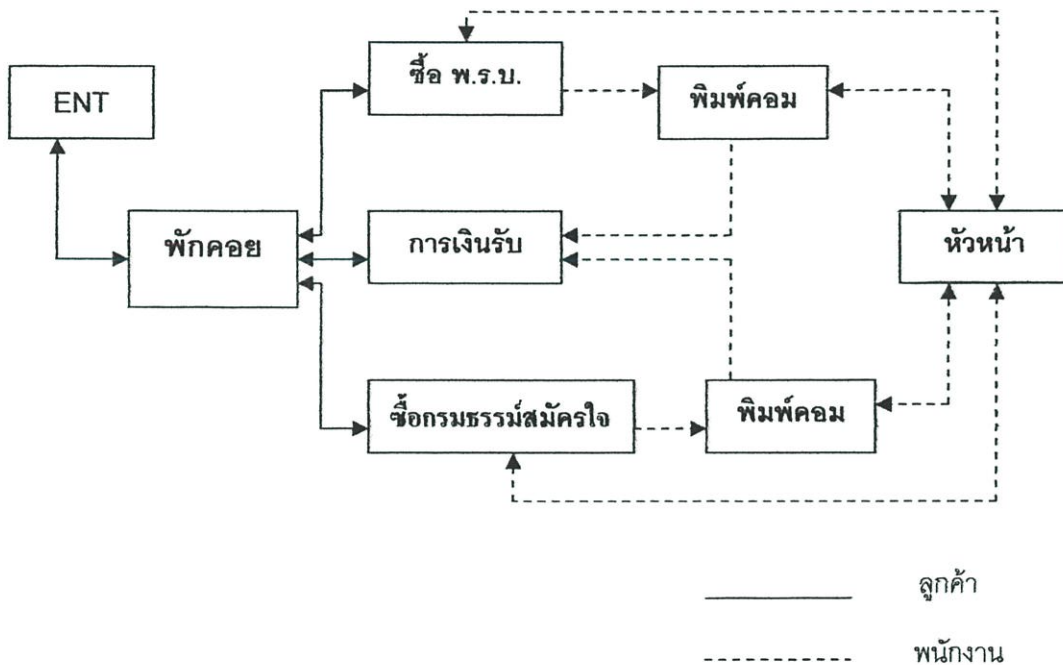 ENT
ซื้อ พ.ร.บ.
พิมพ์คอม
พักคอย
การเงินรับ
หัวหน้า
ซื้อกรมธรรม์สมัครใจ
พิมพ์คอม
ลูกค้า
พนักงาน